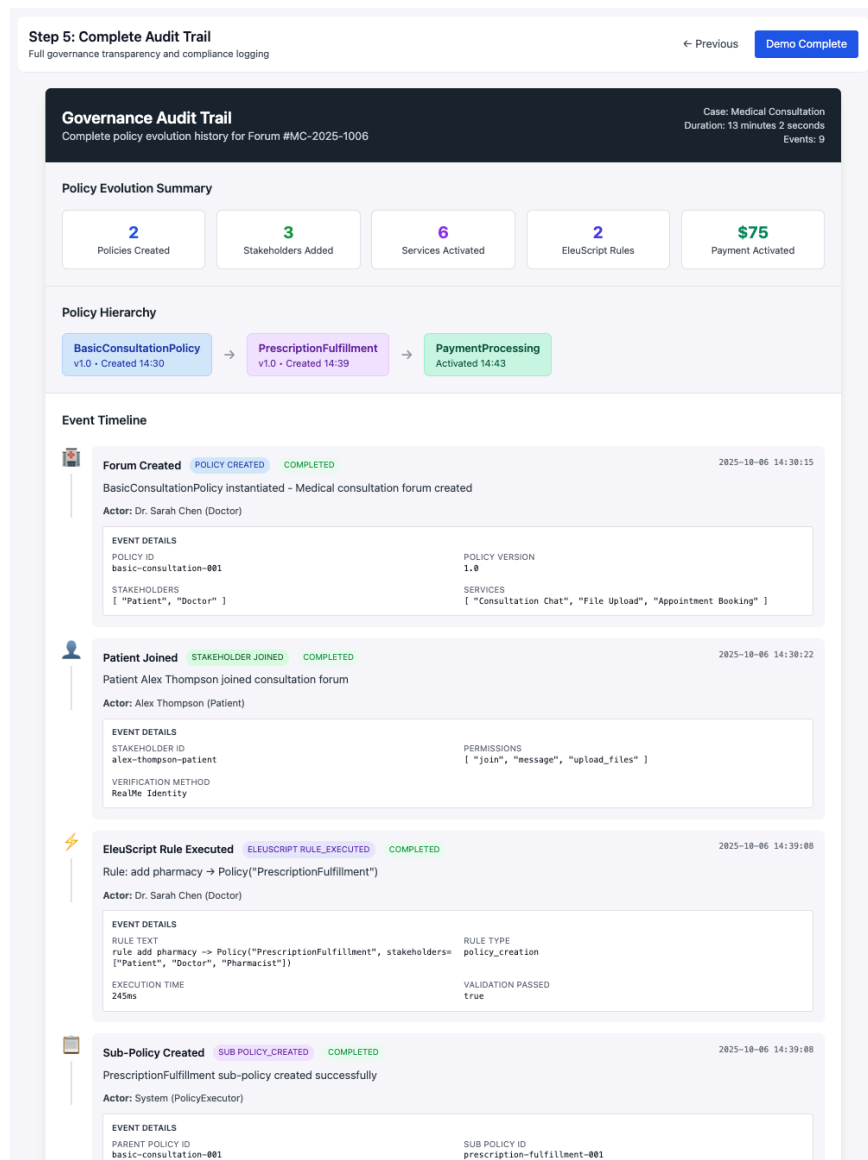 Step 5: Complete Audit Trail
Full governance transparency and compliance logging
← Previous
Demo Complete
Governance Audit Trail
Complete policy evolution history for Forum #MC-2025-1006
Case: Medical Consultation
Duration: 13 minutes 2 seconds
Events: 9
Policy Evolution Summary
2
Policies Created
3
Stakeholders Added
6
Services Activated
2
EleuScript Rules
$75
Payment Activated
Policy Hierarchy
BasicConsultationPolicy
v1.0 • Created 14:30
→
PrescriptionFulfillment
v1.0 • Created 14:39
→
PaymentProcessing
Activated 14:43
Event Timeline
Forum Created POLICY CREATED COMPLETED 2025-10-06 14:30:15
BasicConsultationPolicy instantiated - Medical consultation forum created
Actor: Dr. Sarah Chen (Doctor)
EVENT DETAILS
POLICY ID
basic-consultation-001
POLICY VERSION
1.0
STAKEHOLDERS
[ "Patient", "Doctor" ]
SERVICES
[ "Consultation Chat", "File Upload", "Appointment Booking" ]
Patient Joined STAKEHOLDER JOINED COMPLETED 2025-10-06 14:30:22
Patient Alex Thompson joined consultation forum
Actor: Alex Thompson (Patient)
EVENT DETAILS
STAKEHOLDER ID
alex-thompson-patient
PERMISSIONS
[ "join", "message", "upload_files" ]
VERIFICATION METHOD
RealMe Identity
EleuScript Rule Executed ELEUSCRIPT RULE_EXECUTED COMPLETED 2025-10-06 14:39:08
Rule: add pharmacy → Policy("PrescriptionFulfillment")
Actor: Dr. Sarah Chen (Doctor)
EVENT DETAILS
RULE TEXT
rule add pharmacy -> Policy("PrescriptionFulfillment", stakeholders=
["Patient", "Doctor", "Pharmacist"])
RULE TYPE
policy_creation
EXECUTION TIME
245ms
VALIDATION PASSED
true
Sub-Policy Created SUB POLICY_CREATED COMPLETED 2025-10-06 14:39:08
PrescriptionFulfillment sub-policy created successfully
Actor: System (PolicyExecutor)
EVENT DETAILS
PARENT POLICY ID
basic-consultation-001
SUB POLICY ID
prescription-fulfillment-001